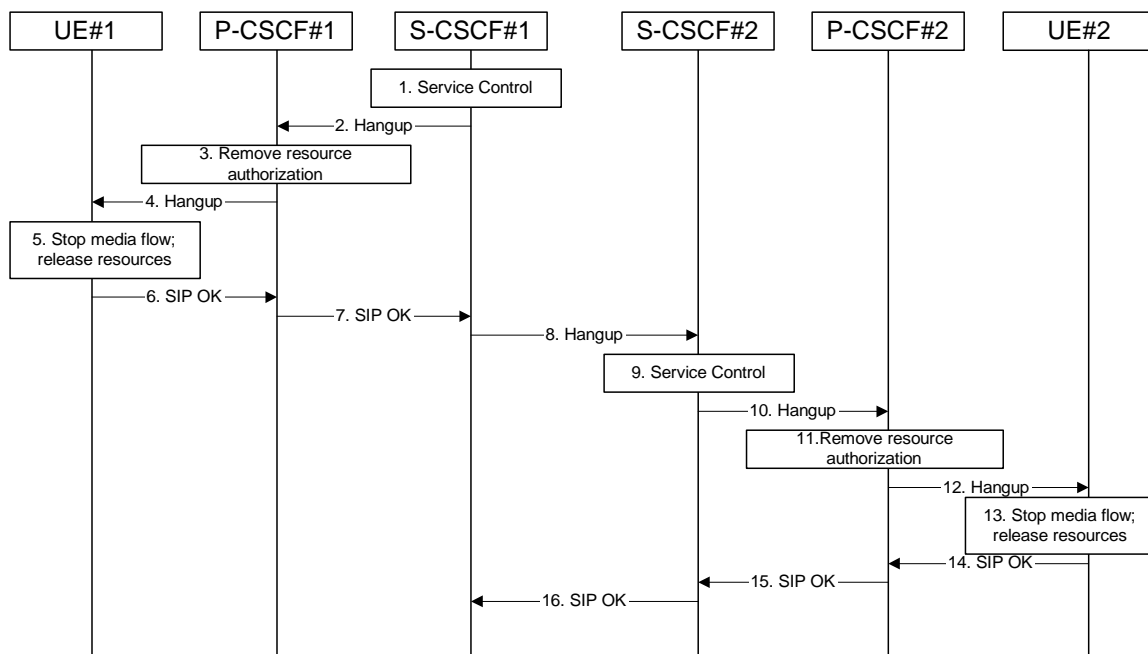 UE#1
P-CSCF#1
S-CSCF#1
S-CSCF#2
P-CSCF#2
UE#2
1. Service Control
2. Hangup
3. Remove resource
authorization
4. Hangup
5. Stop media flow;
release resources
6. SIP OK
7. SIP OK
8. Hangup
9. Service Control
10. Hangup
11.Remove resource
authorization
12. Hangup
13. Stop media flow;
release resources
14. SIP OK
15. SIP OK
16. SIP OK